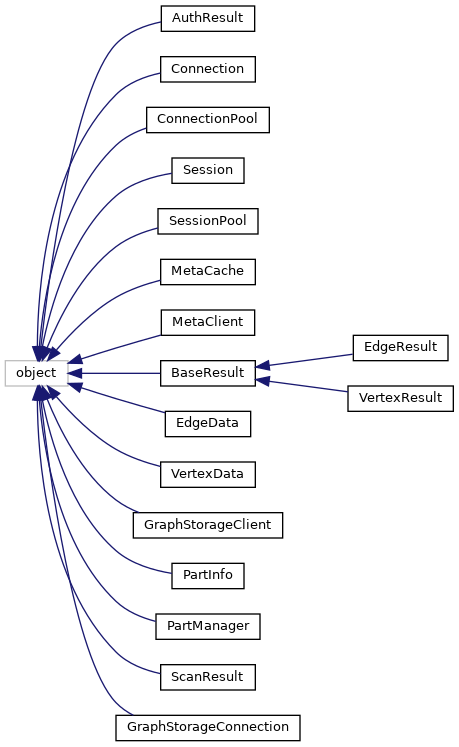 AuthResult
Connection
ConnectionPool
Session
SessionPool
MetaCache
MetaClient
EdgeResult
object
BaseResult
VertexResult
EdgeData
VertexData
GraphStorageClient
PartInfo
PartManager
ScanResult
GraphStorageConnection